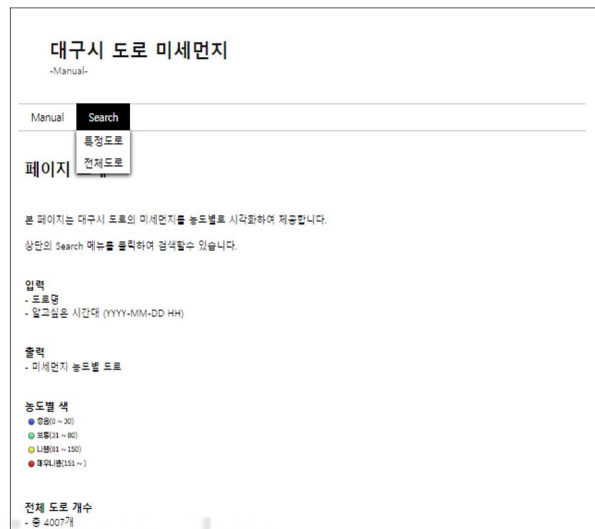 대구시 도로 미세먼지
-Manual-
Manual Search
특정도로
전체도로
페이지
본 페이지는 대구시 도로의 미세먼지를 농도별로 시각화하여 제공합니다.
상단의 Search 메뉴를 클릭하여 검색할수 있습니다.
입력
- 도로명
- 알고싶은 시간대 (YYYY-MM-DD HH)
출력
- 미세먼지 농도별 도로
농도별 색
좋음(0 ~ 30)
보통(31 ~ 80)
나쁨(81 ~ 150)
매우나쁨(151 ~ )
전체 도로 개수
- 총 4007개